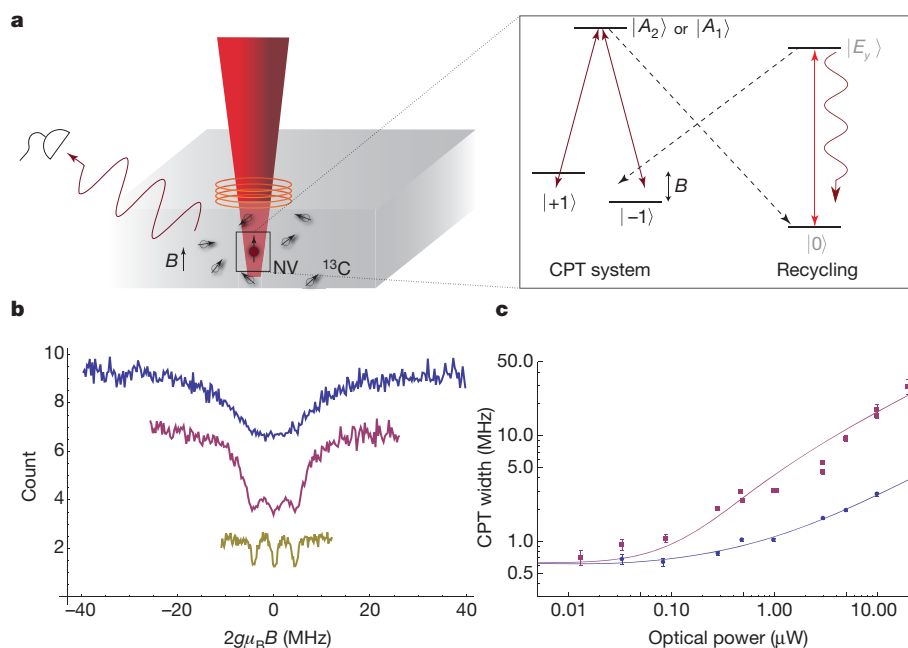 a
|A₂⟩ or |A₁⟩
|E_y⟩
|+1⟩
|−1⟩
B
|0⟩
CPT system
Recycling
B
NV
¹³C
b
Count
10
8
6
4
2
−40
−20
0
20
40
2gμ_BB (MHz)
c
CPT width (MHz)
50.0
10.0
5.0
1.0
0.5
0.01
0.10
1.00
10.00
Optical power (μW)